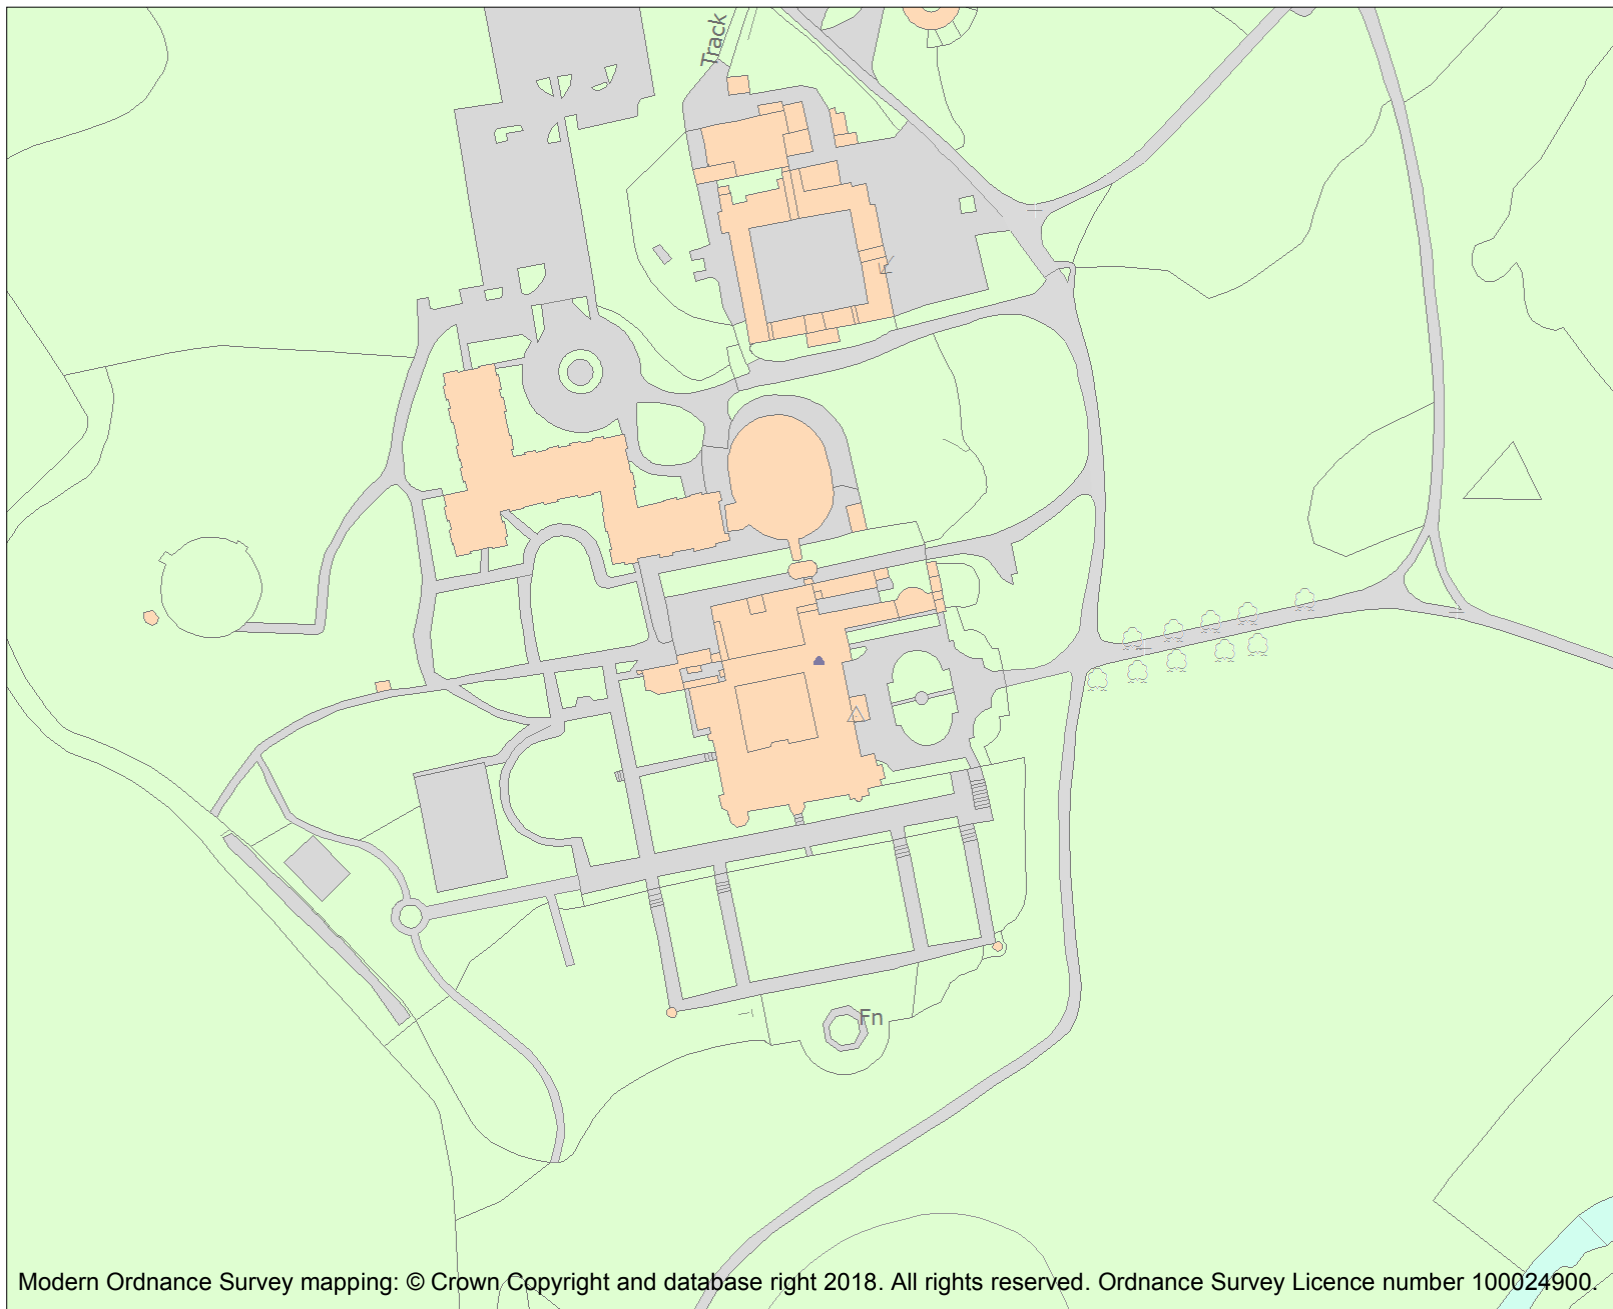 Track
Fn
Modern Ordnance Survey mapping: © Crown Copyright and database right 2018. All rights reserved. Ordnance Survey Licence number 100024900.